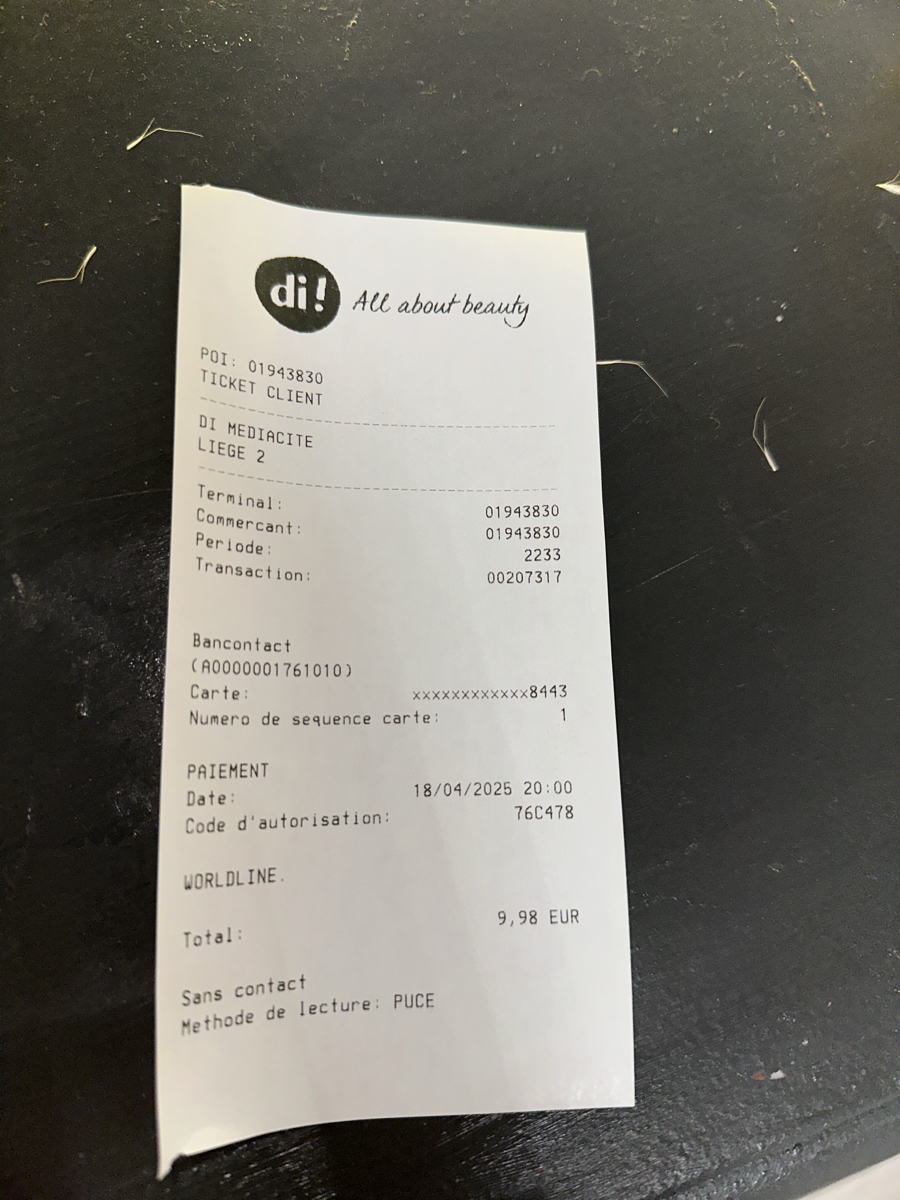 di! All about beauty
POI: 01943830
TICKET CLIENT
DI MEDIACITE
LIEGE 2
Terminal: 01943830
Commercant: 01943830
Periode: 2233
Transaction: 00207317
Bancontact
(A0000001761010)
Carte: xxxxxxxxxxxx8443
Numero de sequence carte: 1
PAIEMENT
Date: 18/04/2025 20:00
Code d'autorisation: 76C478
WORLDLINE.
Total: 9,98 EUR
Sans contact
Methode de lecture: PUCE